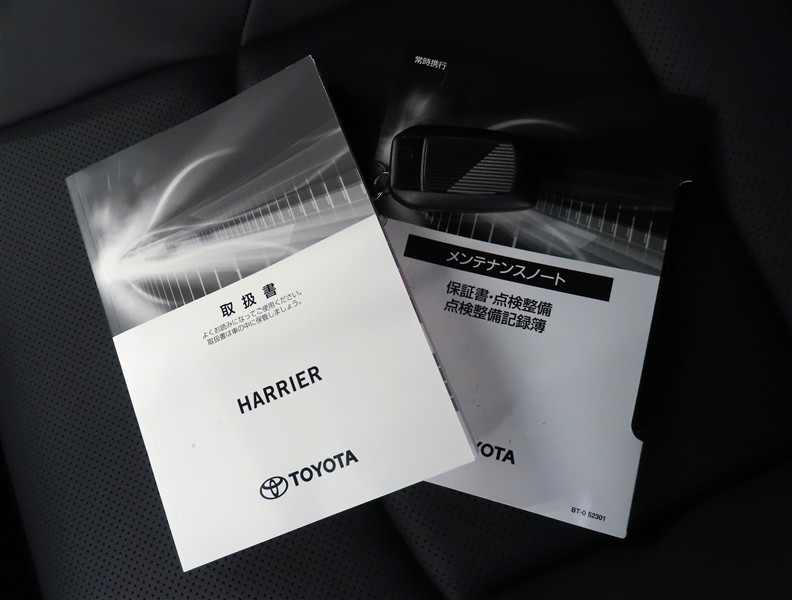 取扱書
よくお読みになってご使用ください。
取扱書は車の中に保管しましょう。
HARRIER
TOYOTA
常時携行
メンテナンスノート
保証書・点検整備
点検整備記録簿
YOTA
BT-0 52301